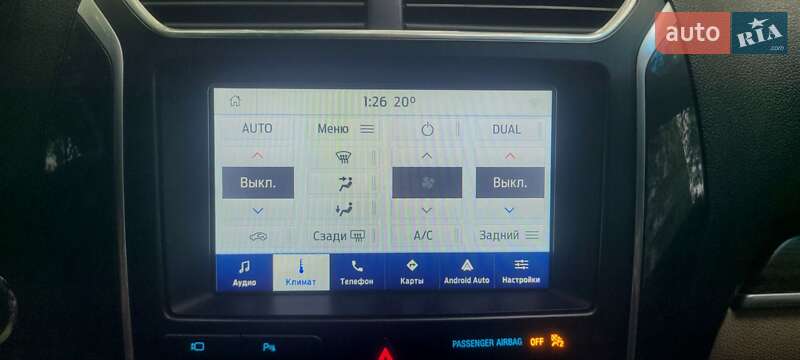 auto RIA.com
1:26 20°
AUTO Меню DUAL
Выкл. Выкл.
Сзади A/C Задний
Аудио Климат Телефон Карты Android Auto Настройки
P
PASSENGER AIRBAG OFF